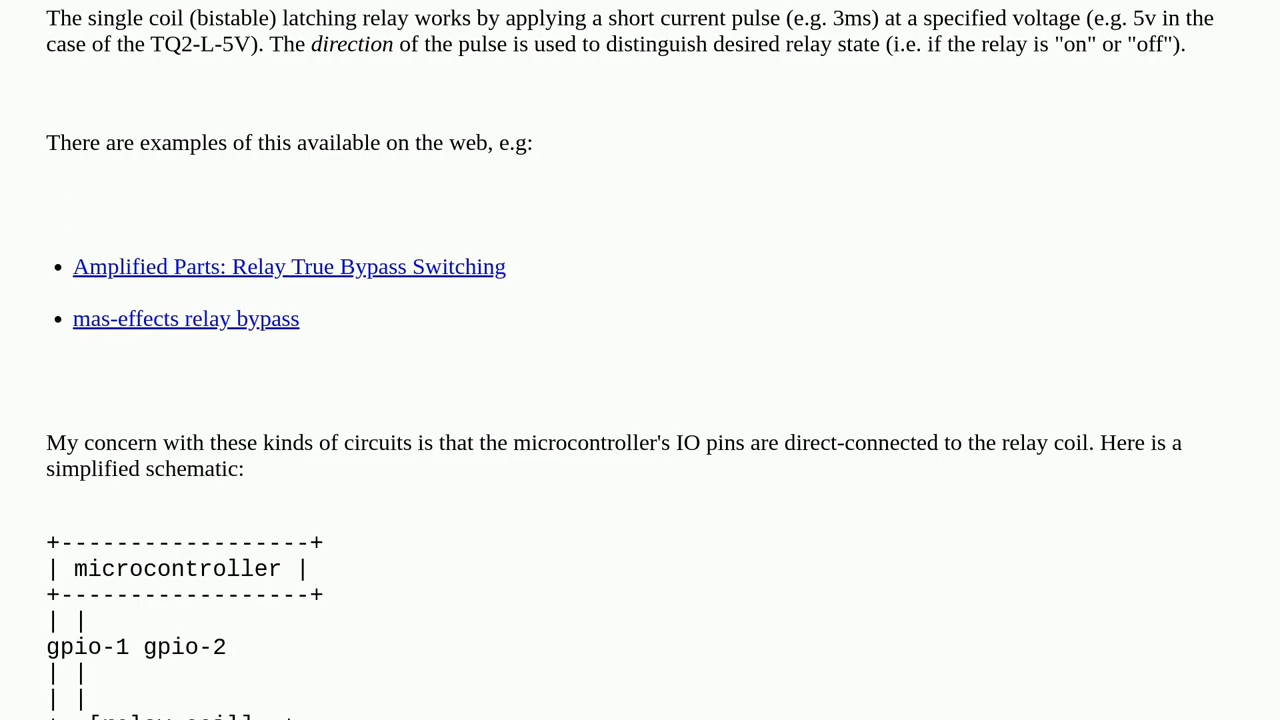 The single coil (bistable) latching relay works by applying a short current pulse (e.g. 3ms) at a specified voltage (e.g. 5v in the
case of the TQ2-L-5V). The direction of the pulse is used to distinguish desired relay state (i.e. if the relay is "on" or "off").
There are examples of this available on the web, e.g:
• Amplified Parts: Relay True Bypass Switching
• mas-effects relay bypass
My concern with these kinds of circuits is that the microcontroller's IO pins are direct-connected to the relay coil. Here is a
simplified schematic:
+------------------+
| microcontroller |
+------------------+
| |
gpio-1 gpio-2
| |
| |